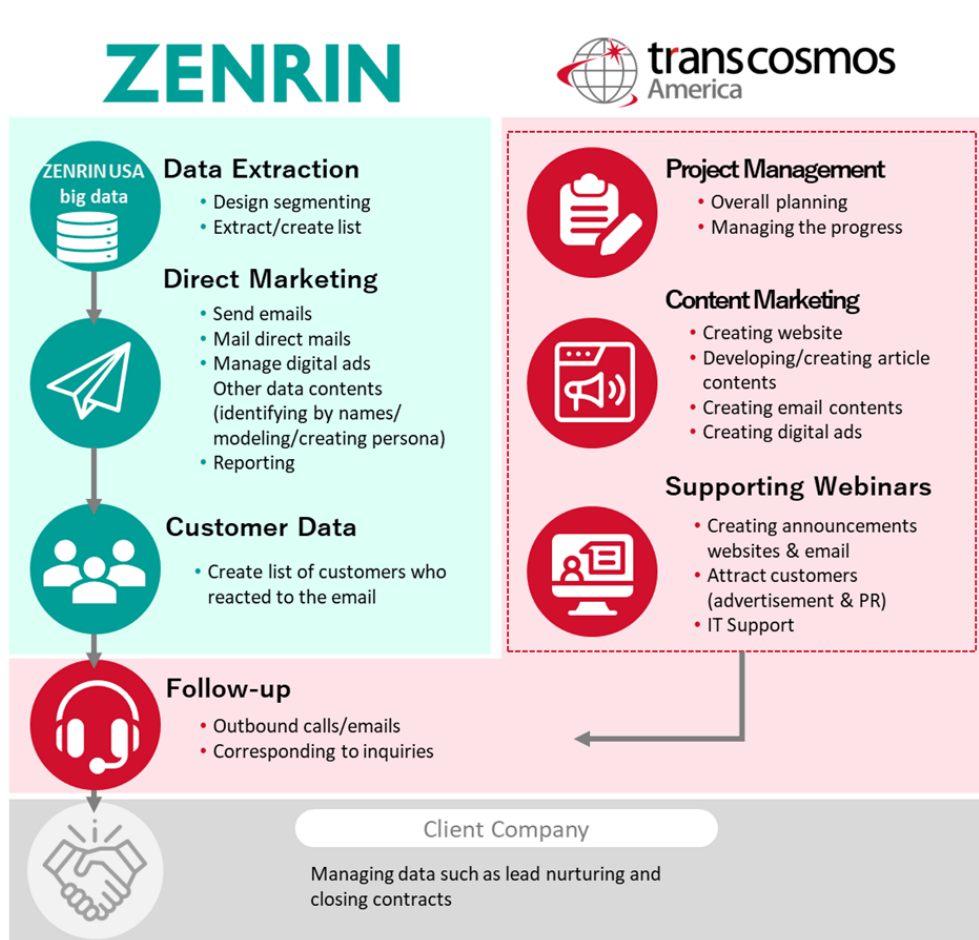 ZENRIN
transcosmos
America
ZENRIN USA
big data
Data Extraction
• Design segmenting
• Extract/create list
Direct Marketing
• Send emails
• Mail direct mails
• Manage digital ads
Other data contents
(identifying by names/
modeling/creating persona)
• Reporting
Customer Data
• Create list of customers who
reacted to the email
Project Management
• Overall planning
• Managing the progress
Content Marketing
• Creating website
• Developing/creating article
contents
• Creating email contents
• Creating digital ads
Supporting Webinars
• Creating announcements
websites & email
• Attract customers
(advertisement & PR)
• IT Support
Follow-up
• Outbound calls/emails
• Corresponding to inquiries
Client Company
Managing data such as lead nurturing and
closing contracts